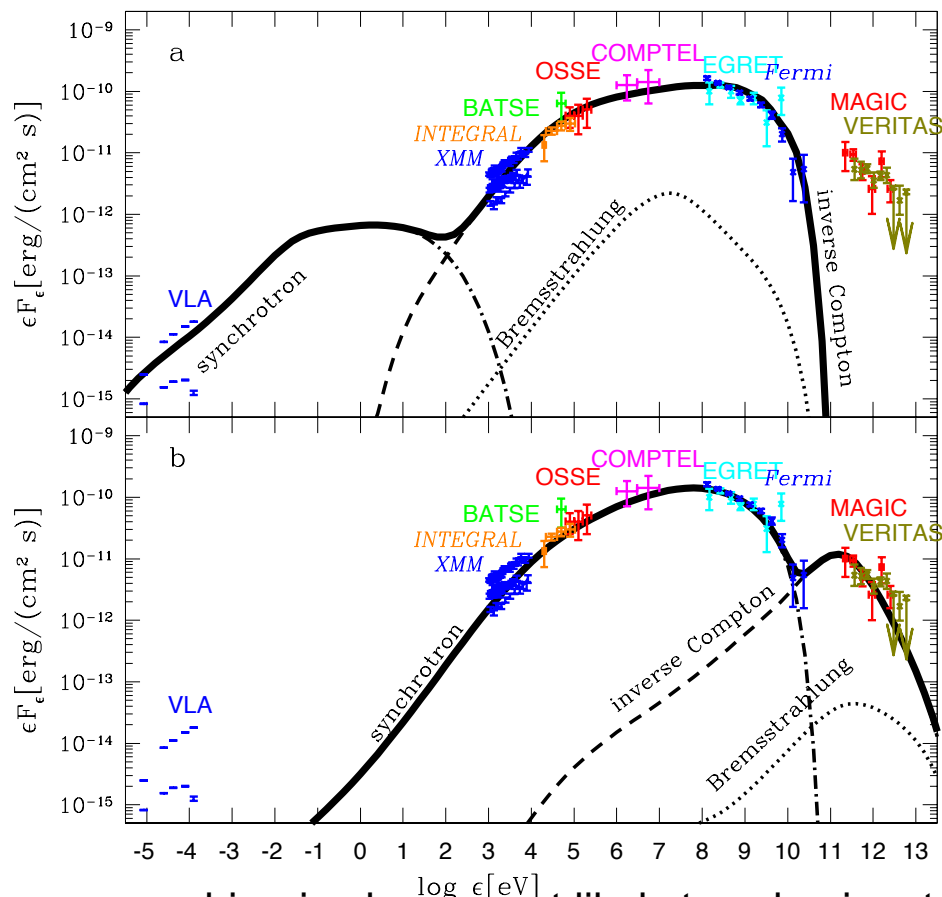 a
10⁻⁹
10⁻¹⁰
10⁻¹¹
10⁻¹²
10⁻¹³
10⁻¹⁴
10⁻¹⁵
ϵFϵ[erg/(cm² s)]
COMPTEL
OSSE
EGRET
Fermi
BATSE
MAGIC
INTEGRAL
VERITAS
XMM
VLA
synchrotron
Bremsstrahlung
inverse Compton
b
10⁻⁹
10⁻¹⁰
10⁻¹¹
10⁻¹²
10⁻¹³
10⁻¹⁴
10⁻¹⁵
ϵFϵ[erg/(cm² s)]
COMPTEL
OSSE
EGRET
Fermi
BATSE
MAGIC
INTEGRAL
VERITAS
XMM
VLA
synchrotron
inverse Compton
Bremsstrahlung
-5 -4 -3 -2 -1 0 1 2 3 4 5 6 7 8 9 10 11 12 13
log ϵ[eV]